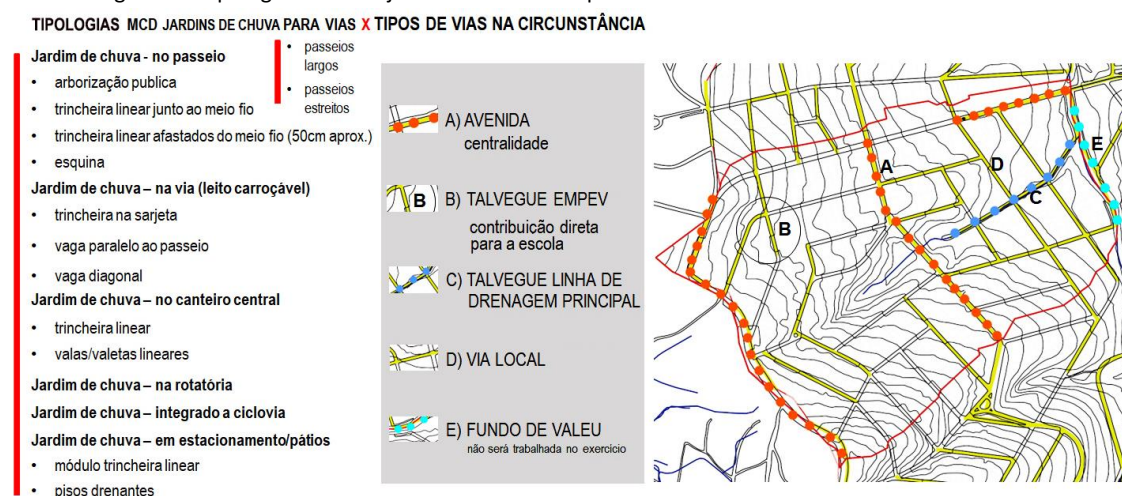 TIPOLOGIAS MCD JARDINS DE CHUVA PARA VIAS X TIPOS DE VIAS NA CIRCUNSTÂNCIA
Jardim de chuva - no passeio
• arborização publica
• trincheira linear junto ao meio fio
• trincheira linear afastados do meio fio (50cm aprox.)
• esquina
• passeios
largos
• passeios
estreitos
Jardim de chuva – na via (leito carroçável)
• trincheira na sarjeta
• vaga paralelo ao passeio
• vaga diagonal
Jardim de chuva – no canteiro central
• trincheira linear
• valas/valetas lineares
Jardim de chuva – na rotatória
Jardim de chuva – integrado a ciclovia
Jardim de chuva – em estacionamento/pátios
• módulo trincheira linear
• pisos drenantes
A) AVENIDA
centralidade
B
B) TALVEGUE EMPEV
contribuicão direta
para a escola
C) TALVEGUE LINHA DE
DRENAGEM PRINCIPAL
D) VIA LOCAL
E) FUNDO DE VALEU
não será trabalhada no exercício
A
B
C
D
E